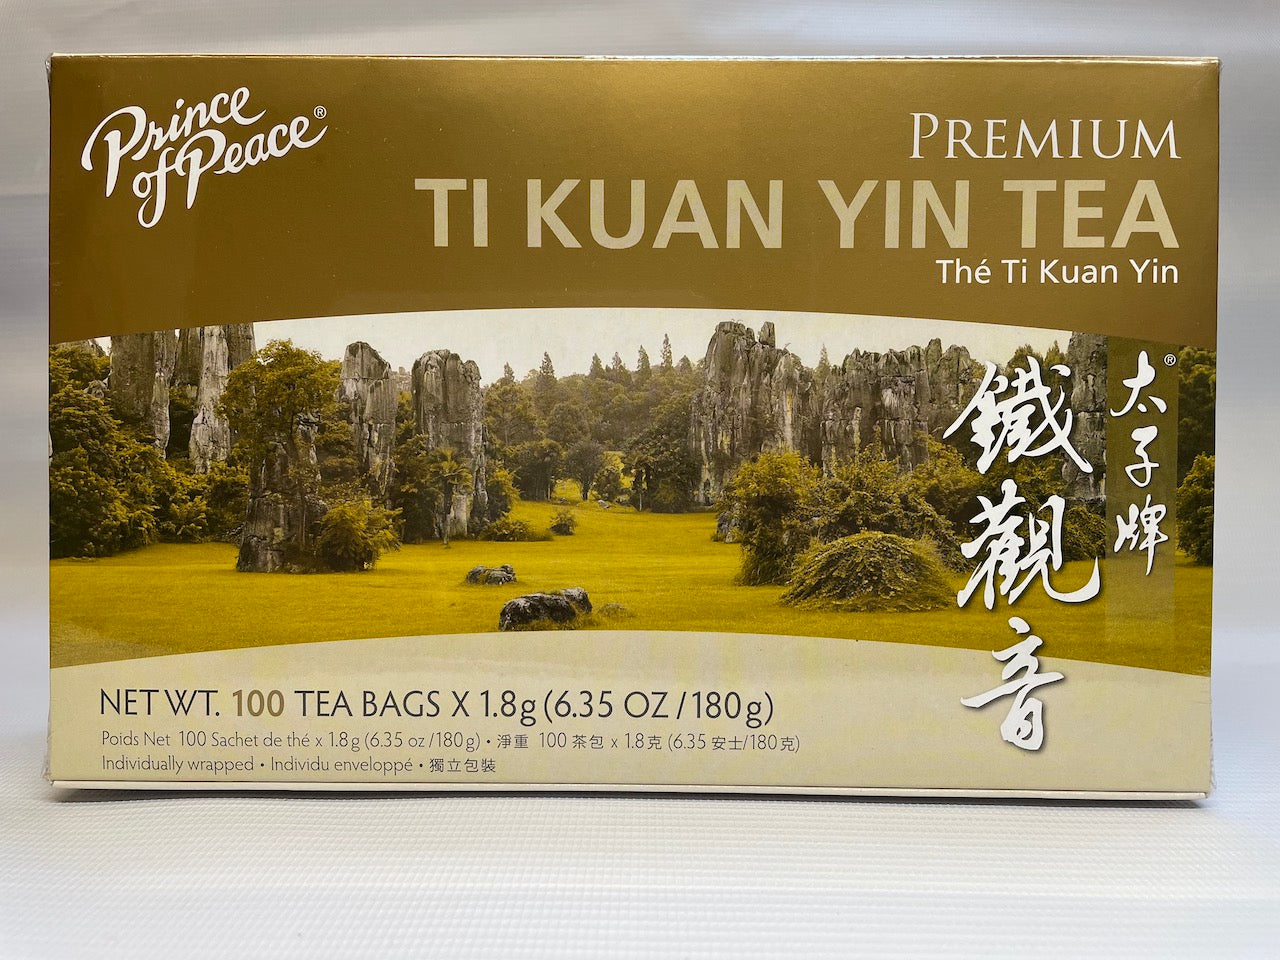 Prince
of Peace®
PREMIUM
TI KUAN YIN TEA
Thé Ti Kuan Yin
太子牌®
鐵觀音
NET WT. 100 TEA BAGS X 1.8g (6.35 OZ / 180g)
Poids Net 100 Sachet de thé x 1.8g (6.35 oz /180g) • 淨重 100 茶包 x 1.8克 (6.35 安士/180克)
Individually wrapped • Individu enveloppé • 獨立包裝